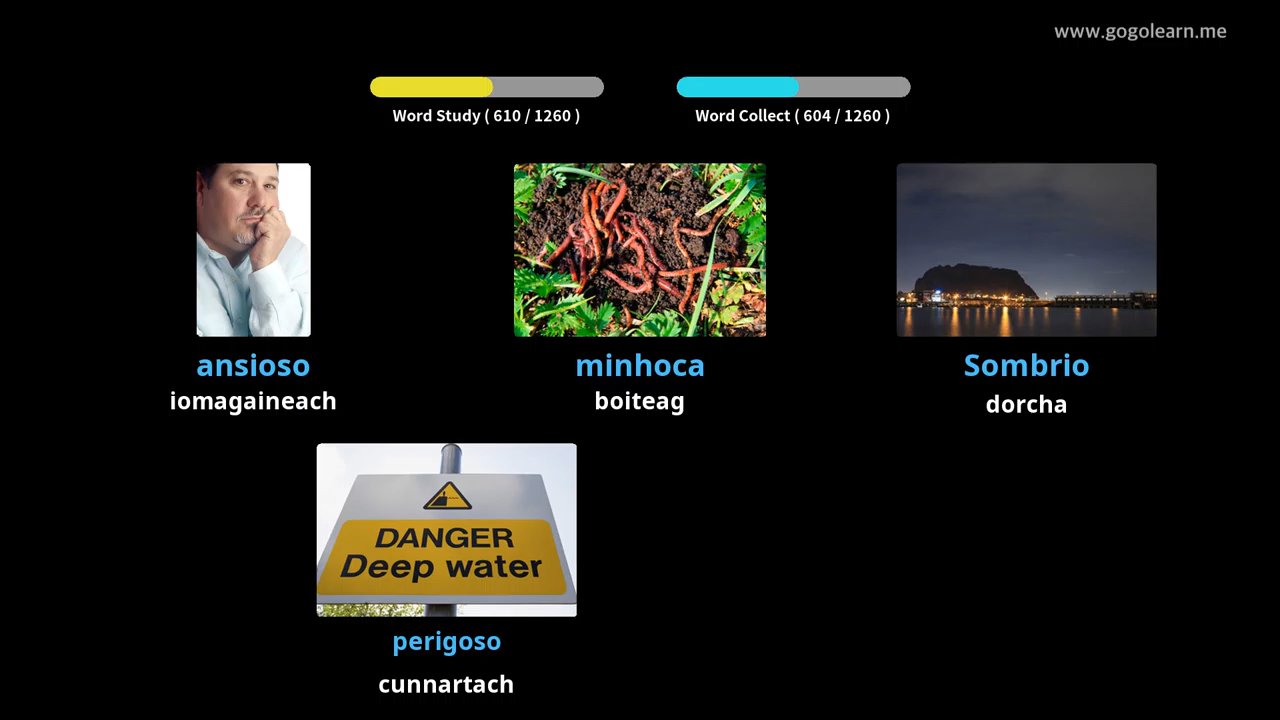 www.gogolearn.me
Word Study ( 610 / 1260 )
Word Collect ( 604 / 1260 )
ansioso
minhoca
Sombrio
iomagaineach
boiteag
dorcha
DANGER
Deep water
perigoso
cunnartach